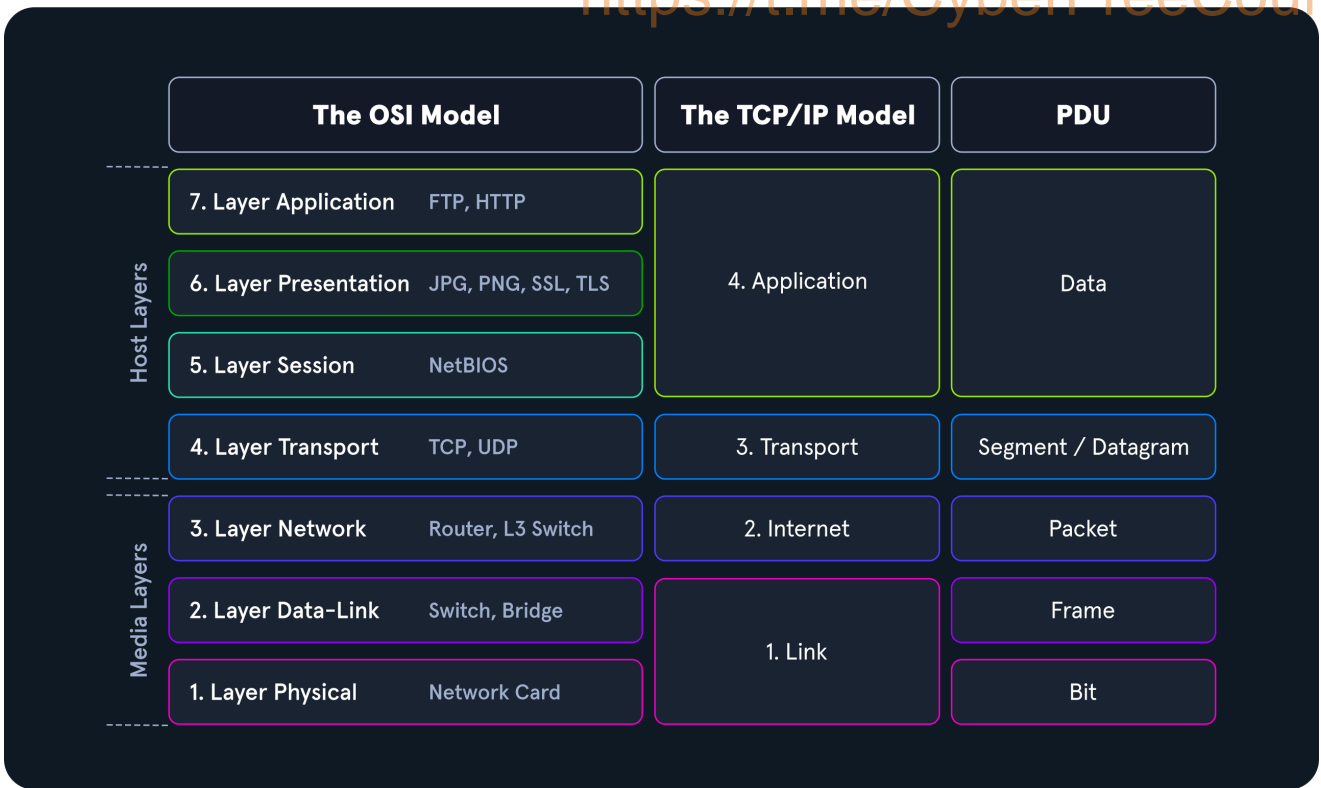 The OSI Model The TCP/IP Model PDU
7. Layer Application FTP, HTTP
6. Layer Presentation JPG, PNG, SSL, TLS
4. Application
Data
5. Layer Session NetBIOS
4. Layer Transport TCP, UDP 3. Transport Segment / Datagram
3. Layer Network Router, L3 Switch 2. Internet Packet
2. Layer Data-Link Switch, Bridge Frame
1. Link
1. Layer Physical Network Card Bit
Host Layers
Media Layers